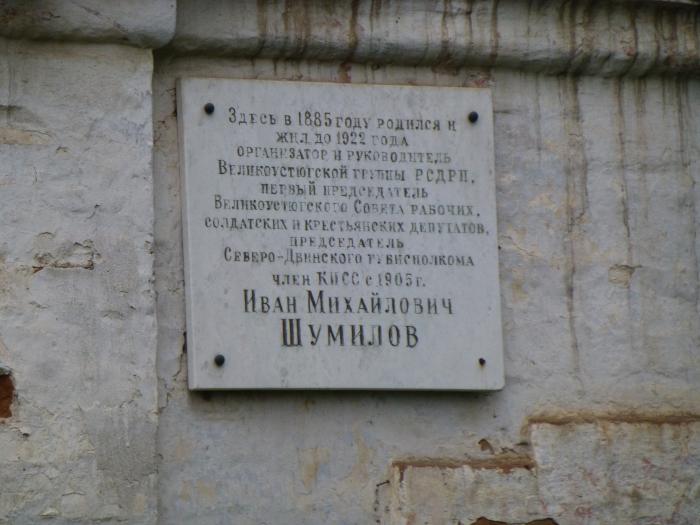 Здесь в 1885 году родился и
жил до 1922 года
организатор и руководитель
Великоустюгской группы РСДРП,
первый председатель
Великоустюгского Совета рабочих,
солдатских и крестьянских депутатов,
председатель
Северо-Двинского губисполкома
член КПСС с 1905 г.
Иван Михайлович
Шумилов